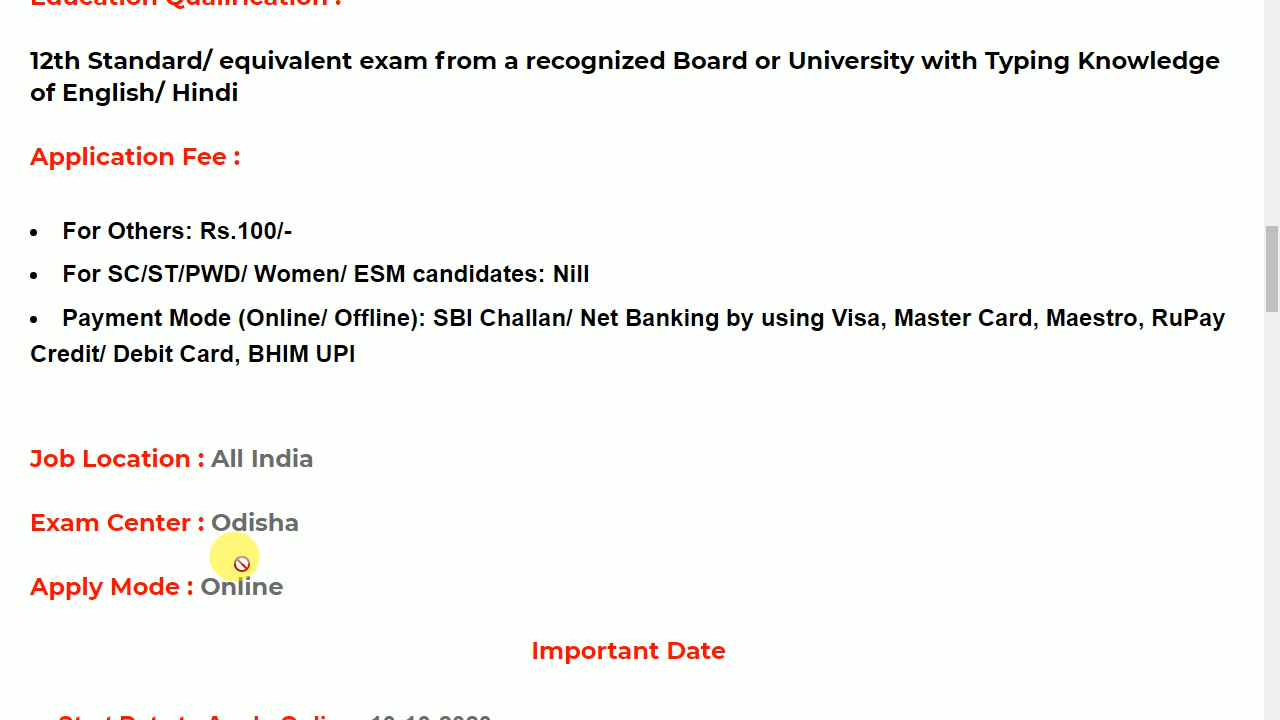 Education Qualification :
12th Standard/ equivalent exam from a recognized Board or University with Typing Knowledge
of English/ Hindi
Application Fee :
• For Others: Rs.100/-
• For SC/ST/PWD/ Women/ ESM candidates: Nill
• Payment Mode (Online/ Offline): SBI Challan/ Net Banking by using Visa, Master Card, Maestro, RuPay
Credit/ Debit Card, BHIM UPI
Job Location : All India
Exam Center : Odisha
Apply Mode : Online
Important Date